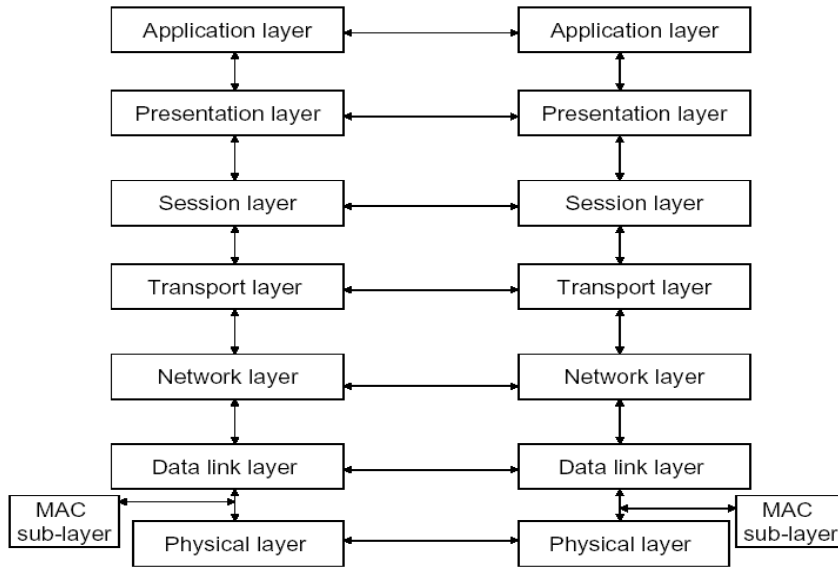 Application layer
Application layer
Presentation layer
Presentation layer
Session layer
Session layer
Transport layer
Transport layer
Network layer
Network layer
Data link layer
Data link layer
MAC
sub-layer
Physical layer
Physical layer
MAC
sub-layer